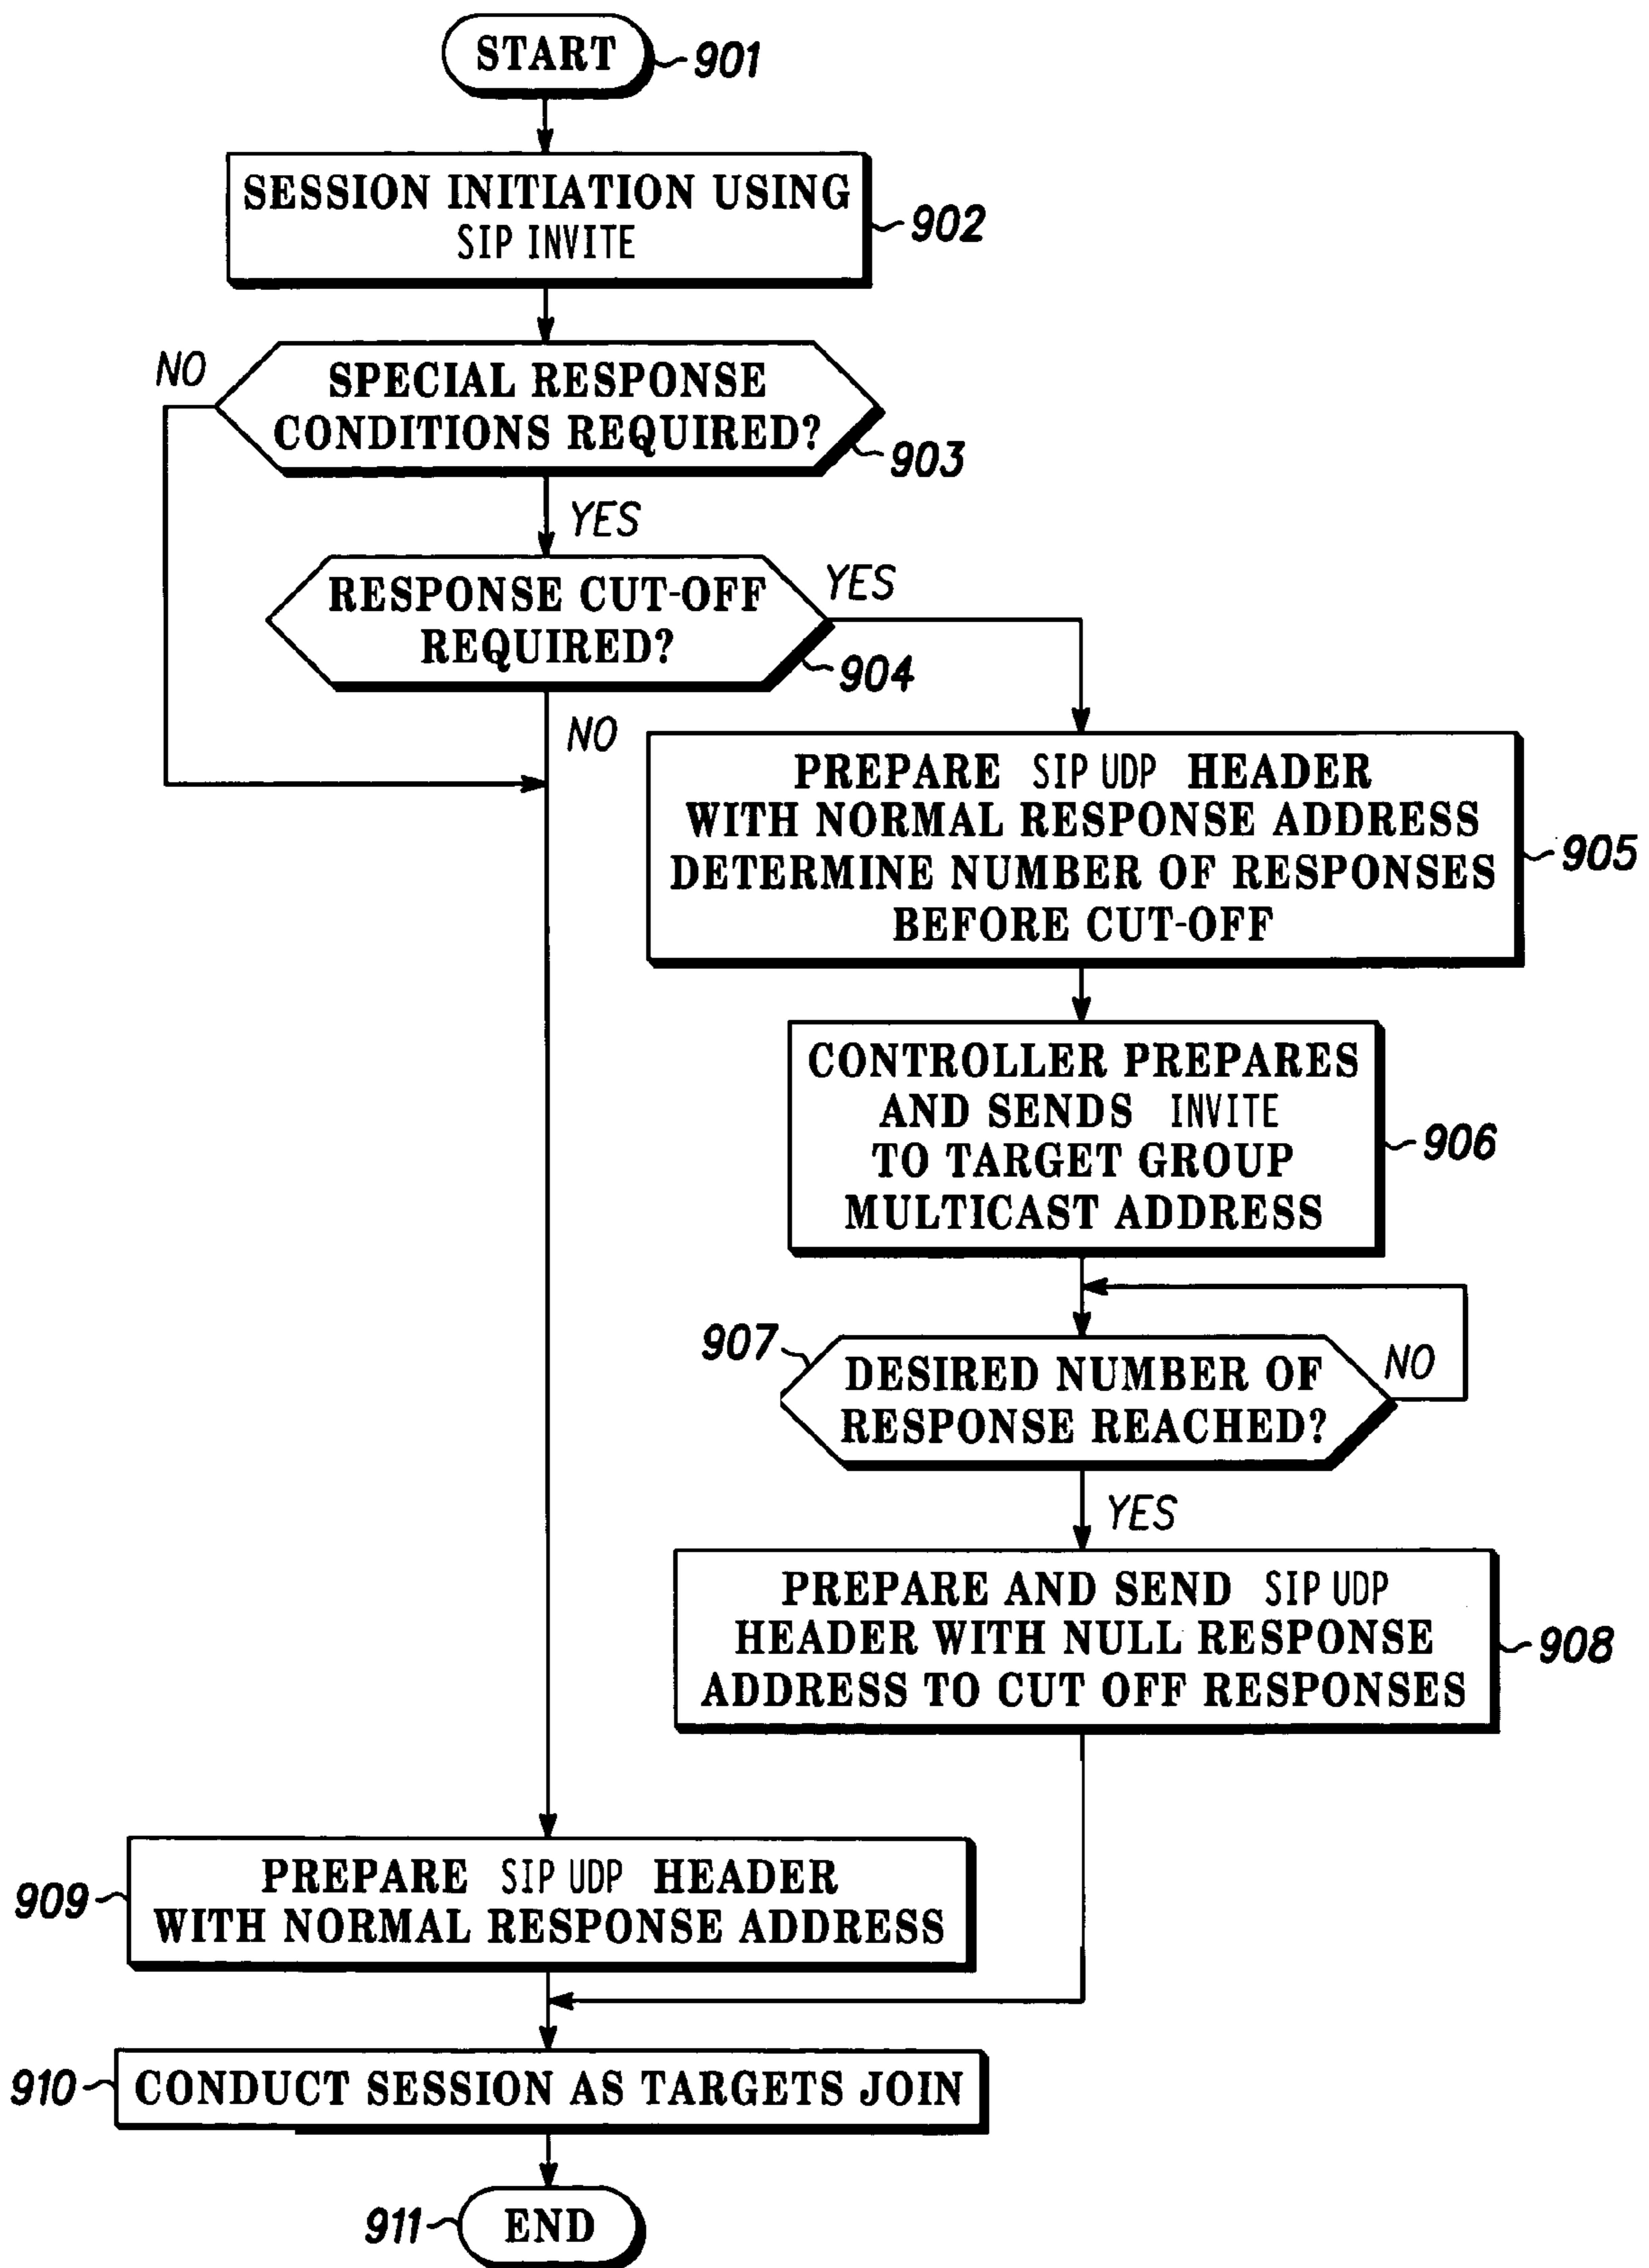 START
901
SESSION INITIATION USING
SIP INVITE
902
NO
SPECIAL RESPONSE
CONDITIONS REQUIRED?
903
YES
RESPONSE CUT-OFF
REQUIRED?
YES
904
NO
PREPARE SIP UDP HEADER
WITH NORMAL RESPONSE ADDRESS
DETERMINE NUMBER OF RESPONSES
BEFORE CUT-OFF
905
CONTROLLER PREPARES
AND SENDS INVITE
TO TARGET GROUP
MULTICAST ADDRESS
906
907
DESIRED NUMBER OF
RESPONSE REACHED?
NO
YES
PREPARE AND SEND SIP UDP
HEADER WITH NULL RESPONSE
ADDRESS TO CUT OFF RESPONSES
908
909
PREPARE SIP UDP HEADER
WITH NORMAL RESPONSE ADDRESS
910
CONDUCT SESSION AS TARGETS JOIN
911
END